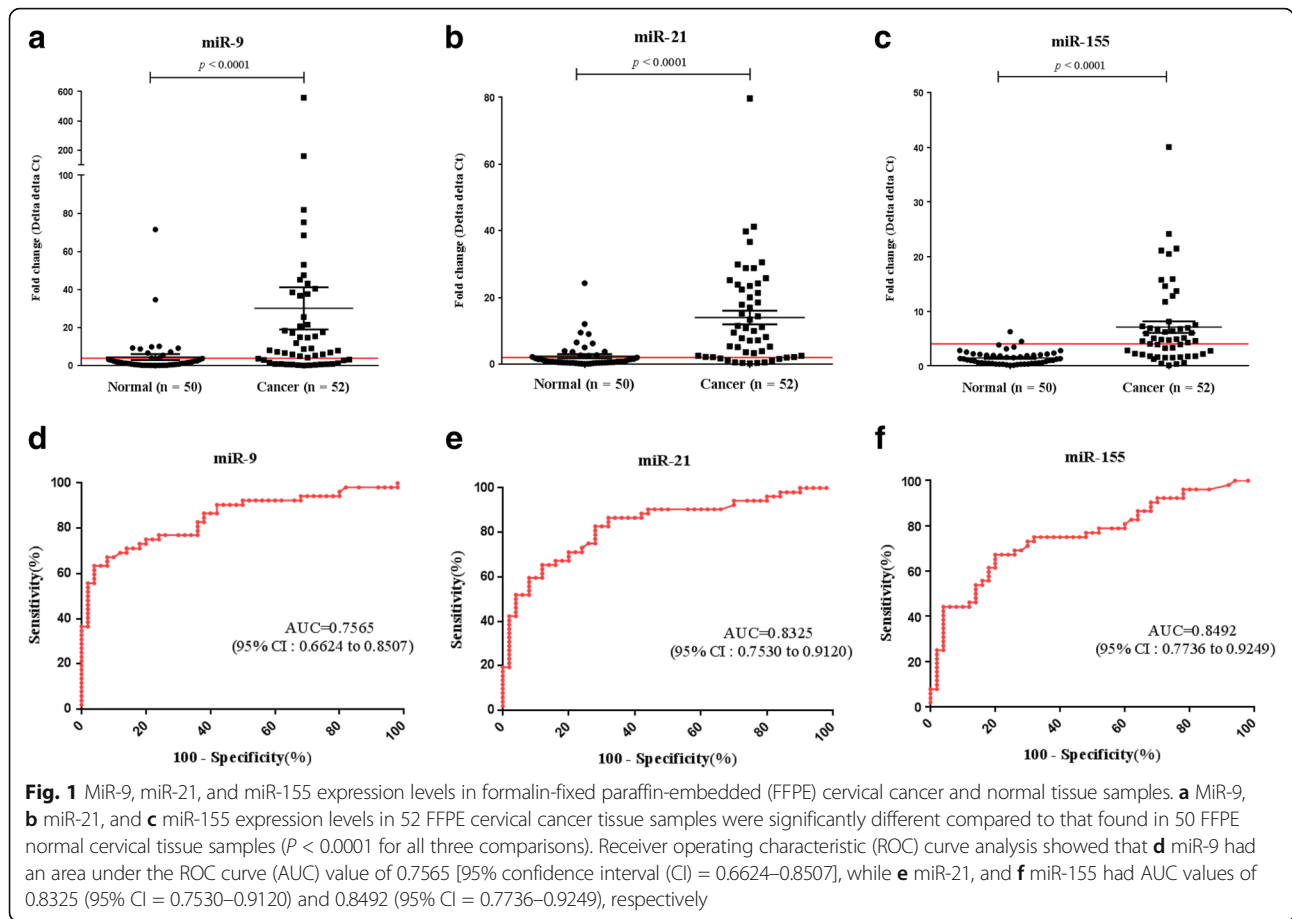 a
miR-9
p < 0.0001
Fold change (Delta delta Ct)
600
500
400
300
200
100
80
60
40
20
0
Normal (n = 50)
Cancer (n = 52)
b
miR-21
p < 0.0001
Fold change (Delta delta Ct)
80
60
40
20
0
Normal (n = 50)
Cancer (n = 52)
c
miR-155
p < 0.0001
Fold change (Delta delta Ct)
50
40
30
20
10
0
Normal (n = 50)
Cancer (n = 52)
d
miR-9
Sensitivity(%)
100
80
60
40
20
0
AUC=0.7565
(95% CI : 0.6624 to 0.8507)
0 20 40 60 80 100
100 - Specificity(%)
e
miR-21
Sensitivity(%)
100
80
60
40
20
0
AUC=0.8325
(95% CI : 0.7530 to 0.9120)
0 20 40 60 80 100
100 - Specificity(%)
f
miR-155
Sensitivity(%)
100
80
60
40
20
0
AUC=0.8492
(95% CI : 0.7736 to 0.9249)
0 20 40 60 80 100
100 - Specificity(%)
Fig. 1 MiR-9, miR-21, and miR-155 expression levels in formalin-fixed paraffin-embedded (FFPE) cervical cancer and normal tissue samples. a MiR-9,
b miR-21, and c miR-155 expression levels in 52 FFPE cervical cancer tissue samples were significantly different compared to that found in 50 FFPE
normal cervical tissue samples (P < 0.0001 for all three comparisons). Receiver operating characteristic (ROC) curve analysis showed that d miR-9 had
an area under the ROC curve (AUC) value of 0.7565 [95% confidence interval (CI) = 0.6624–0.8507], while e miR-21, and f miR-155 had AUC values of
0.8325 (95% CI = 0.7530–0.9120) and 0.8492 (95% CI = 0.7736–0.9249), respectively